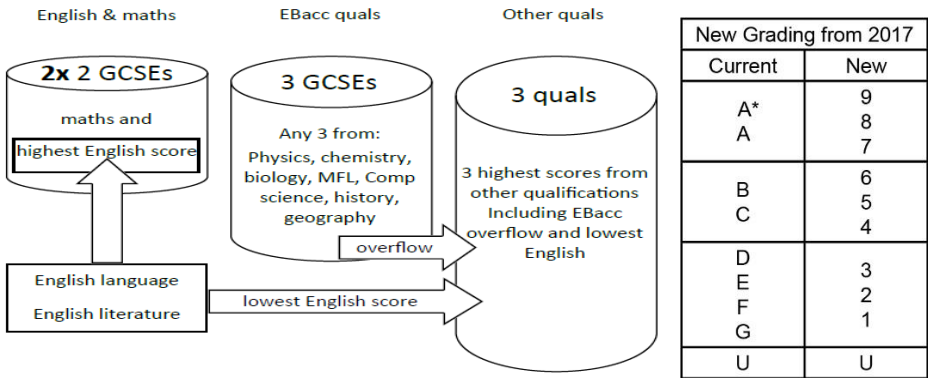 English & maths
EBacc quals
Other quals
2x 2 GCSEs
maths and
highest English score
3 GCSEs
Any 3 from:
Physics, chemistry,
biology, MFL, Comp
science, history,
geography
3 quals
3 highest scores from
other qualifications
Including EBacc
overflow and lowest
English
overflow
English language
English literature
lowest English score
New Grading from 2017
Current New
A*
A
9
8
7
B
C
6
5
4
D
E
F
G
3
2
1
U U